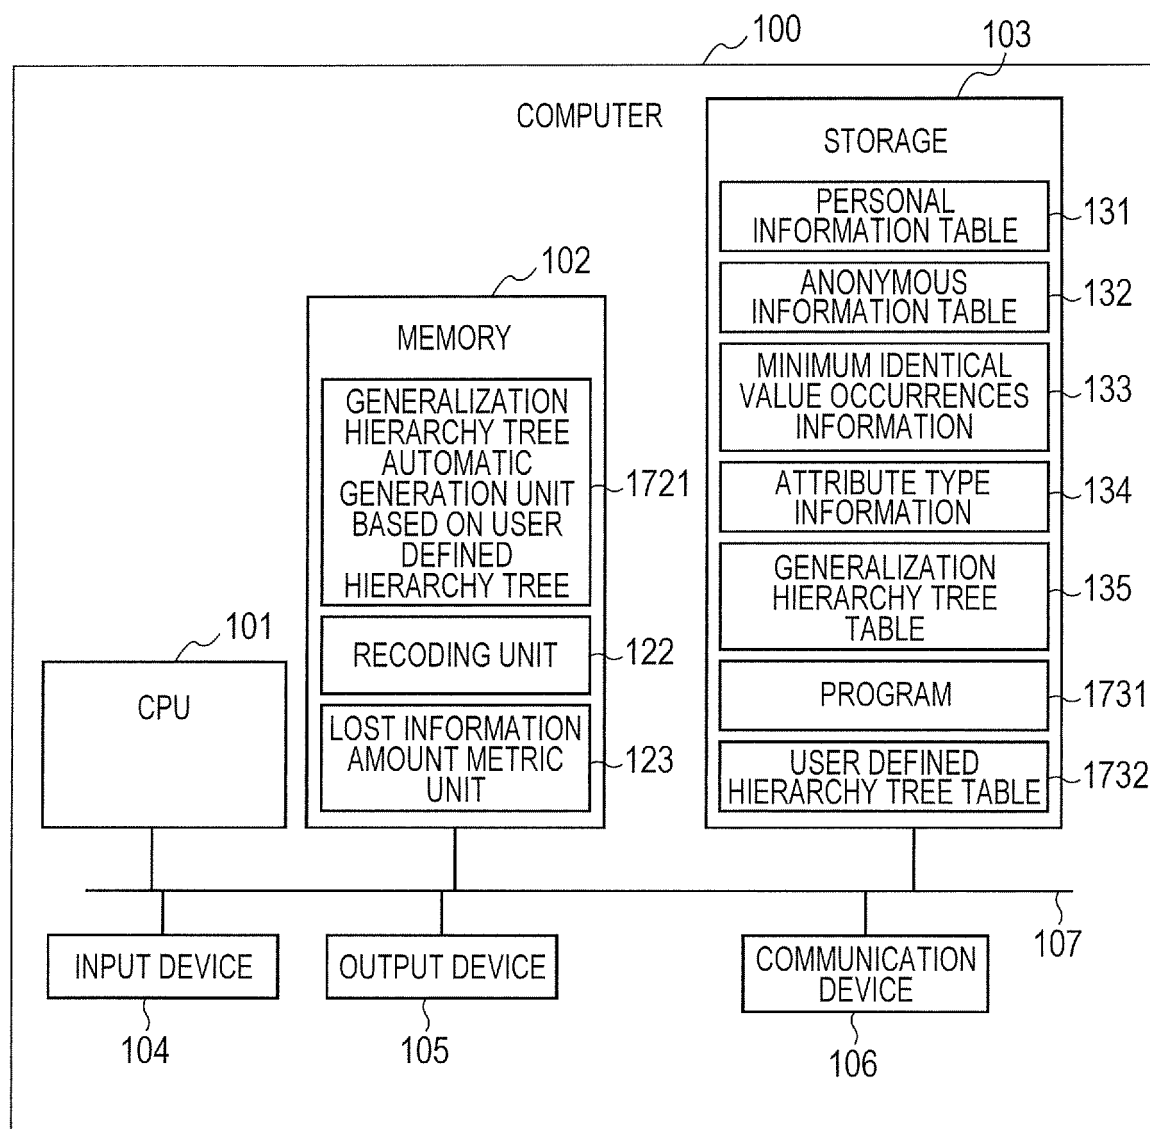 100
COMPUTER
103
STORAGE
PERSONAL
INFORMATION TABLE
131
ANONYMOUS
INFORMATION TABLE
132
MINIMUM IDENTICAL
VALUE OCCURRENCES
INFORMATION
133
ATTRIBUTE TYPE
INFORMATION
134
GENERALIZATION
HIERARCHY TREE
TABLE
135
PROGRAM
1731
USER DEFINED
HIERARCHY TREE TABLE
1732
102
MEMORY
GENERALIZATION
HIERARCHY TREE
AUTOMATIC
GENERATION UNIT
BASED ON USER
DEFINED
HIERARCHY TREE
1721
RECODING UNIT
122
LOST INFORMATION
AMOUNT METRIC
UNIT
123
101
CPU
107
INPUT DEVICE
104
OUTPUT DEVICE
105
COMMUNICATION
DEVICE
106